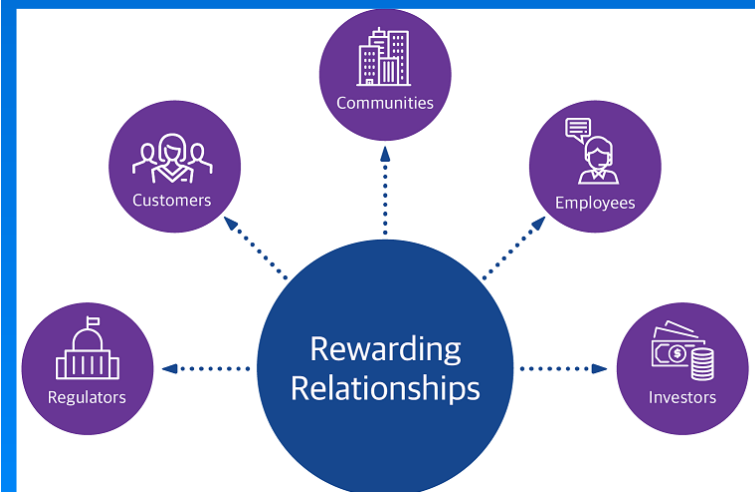 Communities
Customers
Employees
Rewarding
Relationships
Regulators
Investors